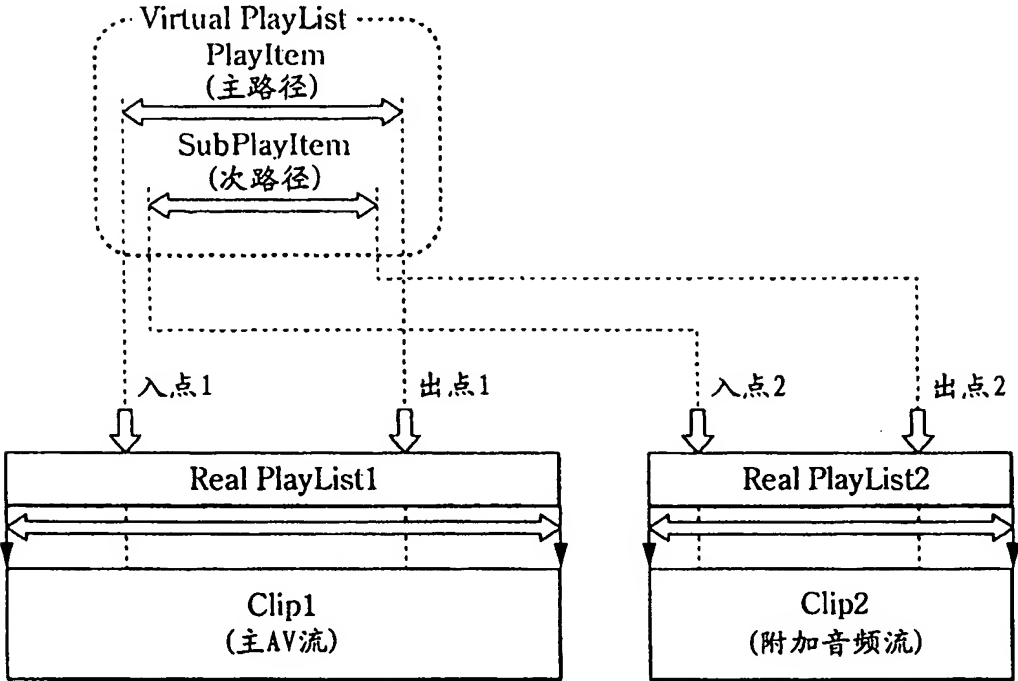 Virtual PlayList
PlayItem
(主路径)
SubPlayItem
(次路径)
入点1
出点1
入点2
出点2
Real PlayList1
Real PlayList2
Clip1
(主AV流)
Clip2
(附加音频流)